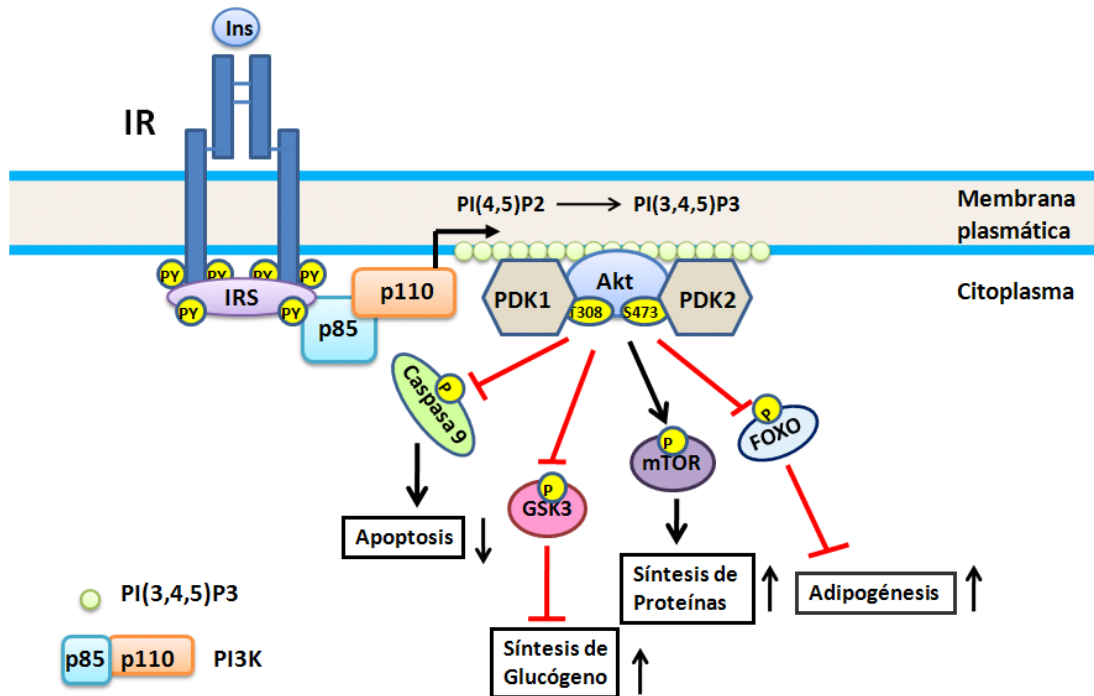 Ins
IR
PI(4,5)P2
PI(3,4,5)P3
Membrana
plasmática
Citoplasma
PY
PY
PY
PY
IRS
PY
PY
p85
p110
PDK1
Akt
PDK2
T308
S473
P
Caspasa 9
P
GSK3
P
mTOR
P
FOXO
Apoptosis
Síntesis de
Glucógeno
Síntesis de
Proteínas
Adipogénesis
PI(3,4,5)P3
p85
p110
PI3K